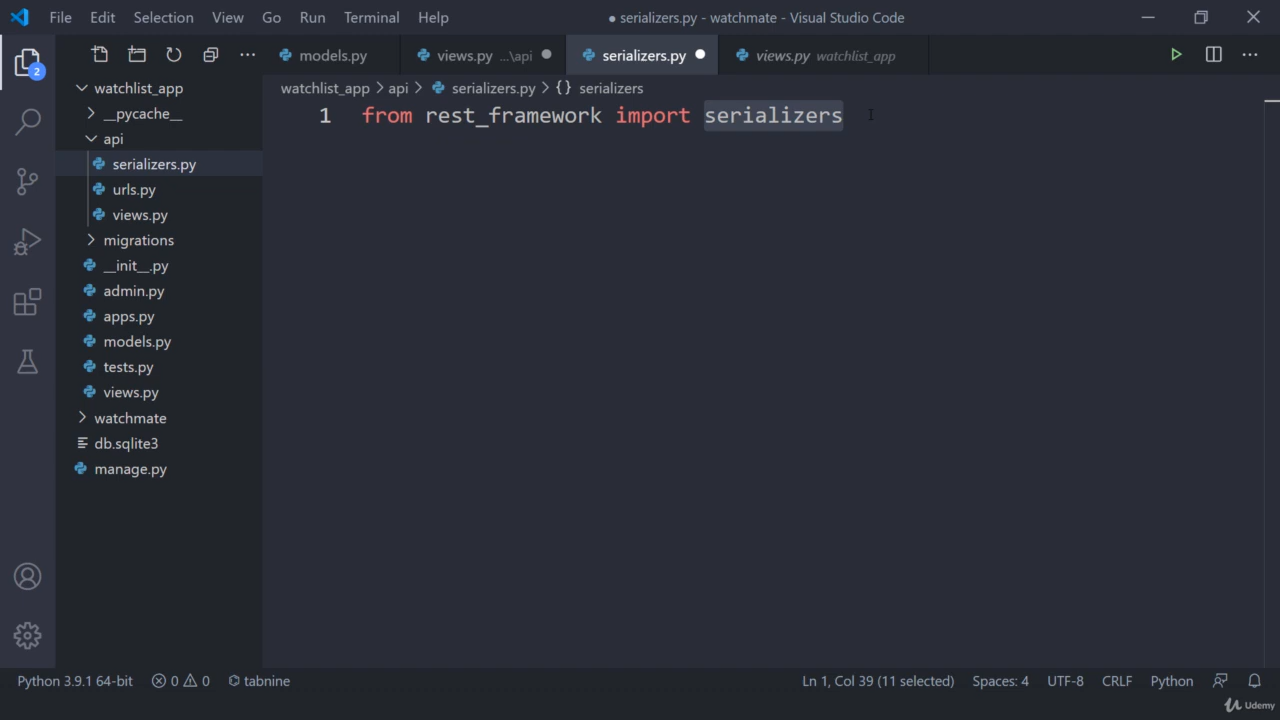 File Edit Selection View Go Run Terminal Help
● serializers.py - watchmate - Visual Studio Code
models.py
views.py ...\api
serializers.py
views.py watchlist_app
2
watchlist_app
__pycache__
api
serializers.py
urls.py
views.py
migrations
__init__.py
admin.py
apps.py
models.py
tests.py
views.py
watchmate
db.sqlite3
manage.py
watchlist_app > api > serializers.py > {} serializers
1 from rest_framework import serializers
Python 3.9.1 64-bit 0 0 tabnine
Ln 1, Col 39 (11 selected) Spaces: 4 UTF-8 CRLF Python
Udemy